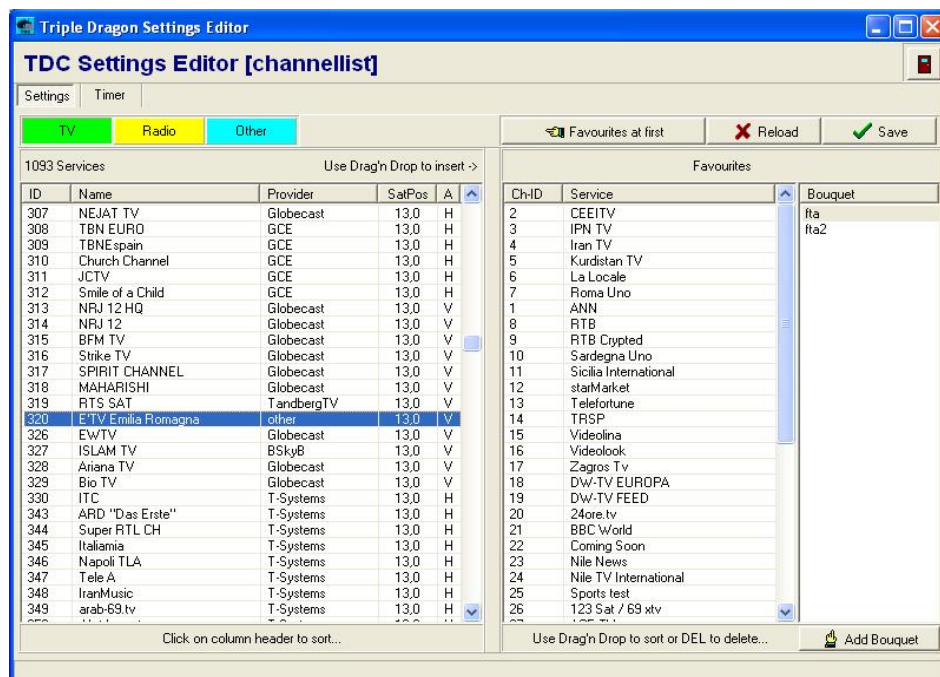 Triple Dragon Settings Editor
TDC Settings Editor [channellist]
Settings Timer
TV Radio Other Favourites at first Reload Save
1093 Services Use Drag'n Drop to insert -> Favourites
ID Name Provider SatPos A Ch-ID Service Bouquet
307 NEJAT TV Globecast 13,0 H 2 CEEITV fta
308 TBN EURO GCE 13,0 H 3 IPN TV fta2
309 TBNEspain GCE 13,0 H 4 Iran TV
310 Church Channel GCE 13,0 H 5 Kurdistan TV
311 JCTV GCE 13,0 H 6 La Locale
312 Smile of a Child GCE 13,0 H 7 Roma Uno
313 NRJ 12 HQ Globecast 13,0 V 1 ANN
314 NRJ 12 Globecast 13,0 V 8 RTB
315 BFM TV Globecast 13,0 V 9 RTB Crypted
316 Strike TV Globecast 13,0 V 10 Sardegna Uno
317 SPIRIT CHANNEL Globecast 13,0 V 11 Sicilia International
318 MAHARISHI Globecast 13,0 V 12 starMarket
319 RTS SAT TandbergTV 13,0 V 13 Telefortune
320 E'TV Emilia Romagna other 13,0 V 14 TRSP
326 EWTV Globecast 13,0 V 15 Videolina
327 ISLAM TV BSkyB 13,0 V 16 Videolook
328 Ariana TV Globecast 13,0 V 17 Zagros Tv
329 Bio TV Globecast 13,0 V 18 DW-TV EUROPA
330 ITC T-Systems 13,0 H 19 DW-TV FEED
343 ARD "Das Erste" T-Systems 13,0 H 20 24ore.tv
344 Super RTL CH T-Systems 13,0 H 21 BBC World
345 Italiamia T-Systems 13,0 H 22 Coming Soon
346 Napoli TLA T-Systems 13,0 H 23 Nile News
347 Tele A T-Systems 13,0 H 24 Nile TV International
348 IranMusic T-Systems 13,0 H 25 Sports test
349 arab-69.tv T-Systems 13,0 H 26 123 Sat / 69 xtv
Click on column header to sort... Use Drag'n Drop to sort or DEL to delete... Add Bouquet